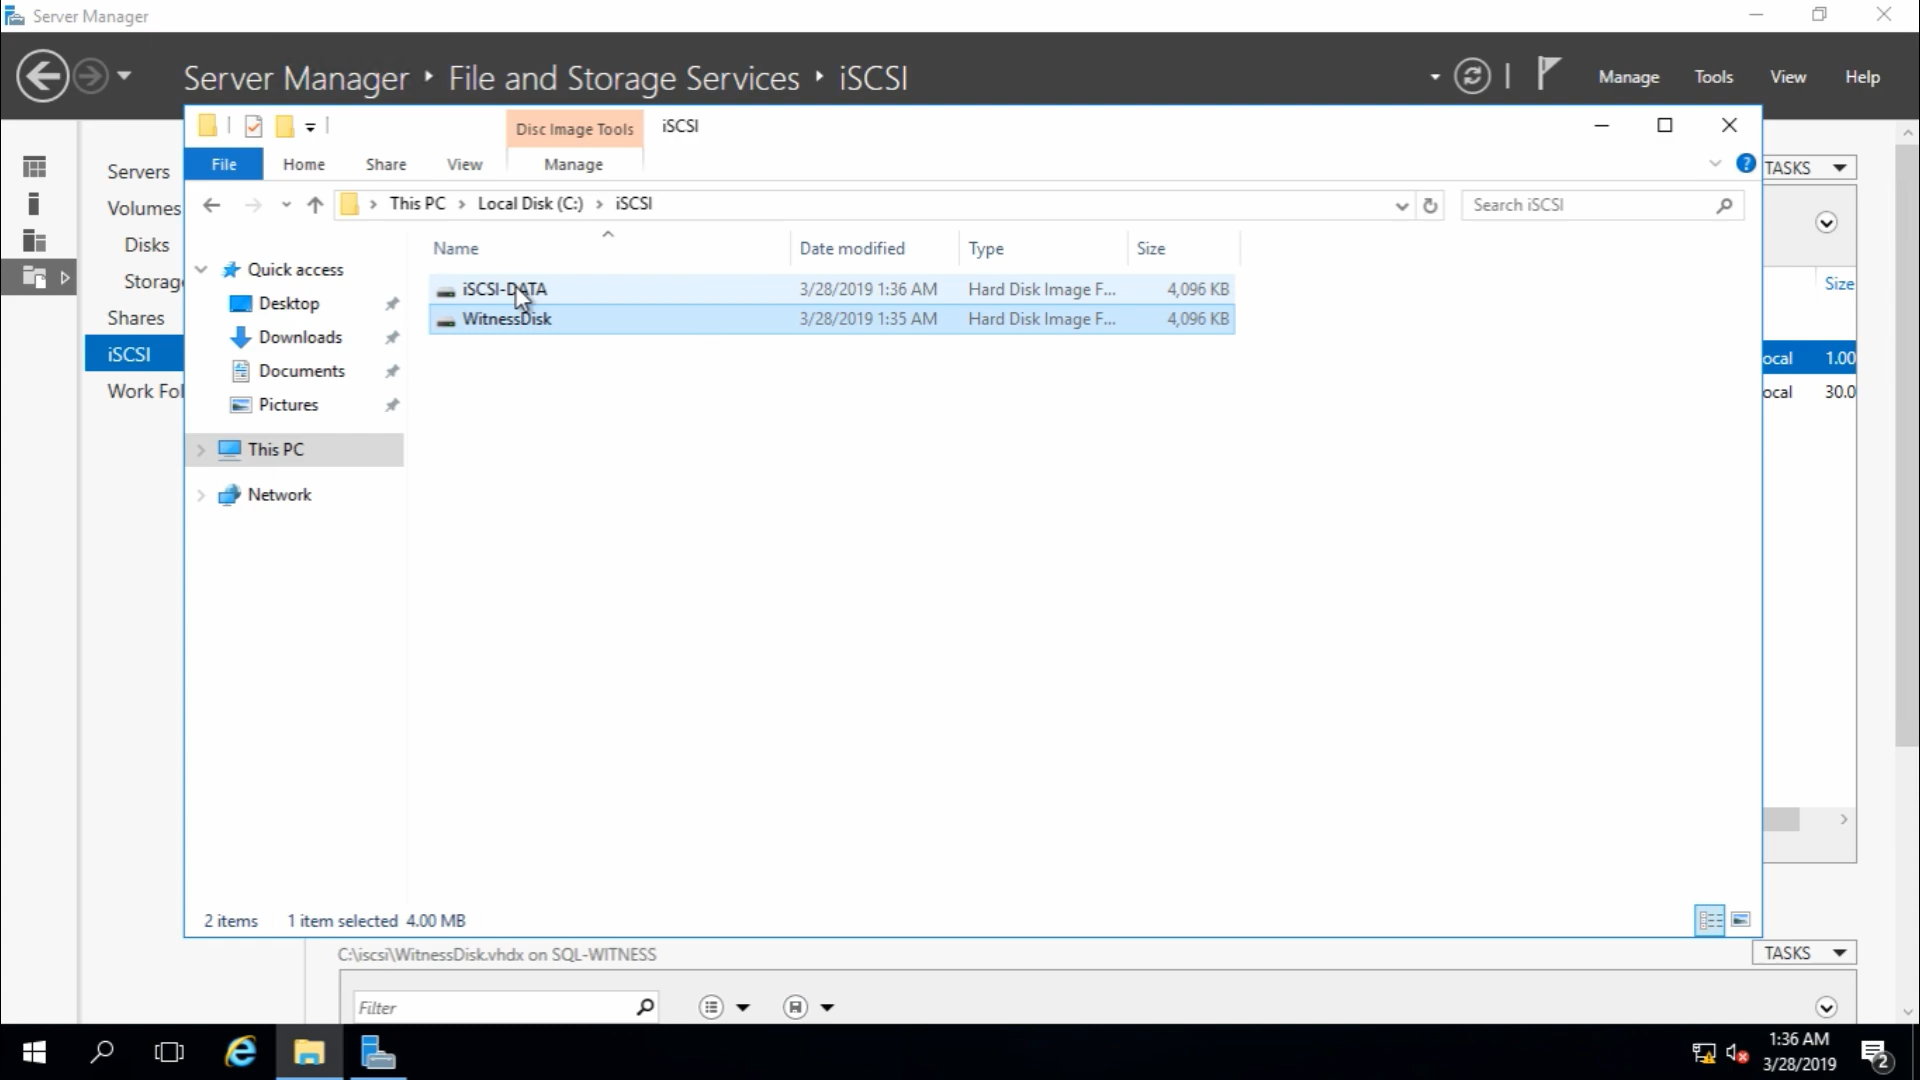 Server Manager
Server Manager ‣ File and Storage Services ‣ iSCSI
Manage Tools View Help
Disc Image Tools iSCSI
File Home Share View Manage
TASKS
This PC > Local Disk (C:) > iSCSI
Search iSCSI
Servers
Volumes
Disks
Storag
Shares
iSCSI
Work Fol
Quick access
Desktop
Downloads
Documents
Pictures
This PC
Network
Name Date modified Type Size
iSCSI-DATA 3/28/2019 1:36 AM Hard Disk Image F... 4,096 KB
WitnessDisk 3/28/2019 1:35 AM Hard Disk Image F... 4,096 KB
Size
ocal 1.00
ocal 30.0
2 items 1 item selected 4.00 MB
C:\iscsi\WitnessDisk.vhdx on SQL-WITNESS
TASKS
Filter
1:36 AM
3/28/2019
2